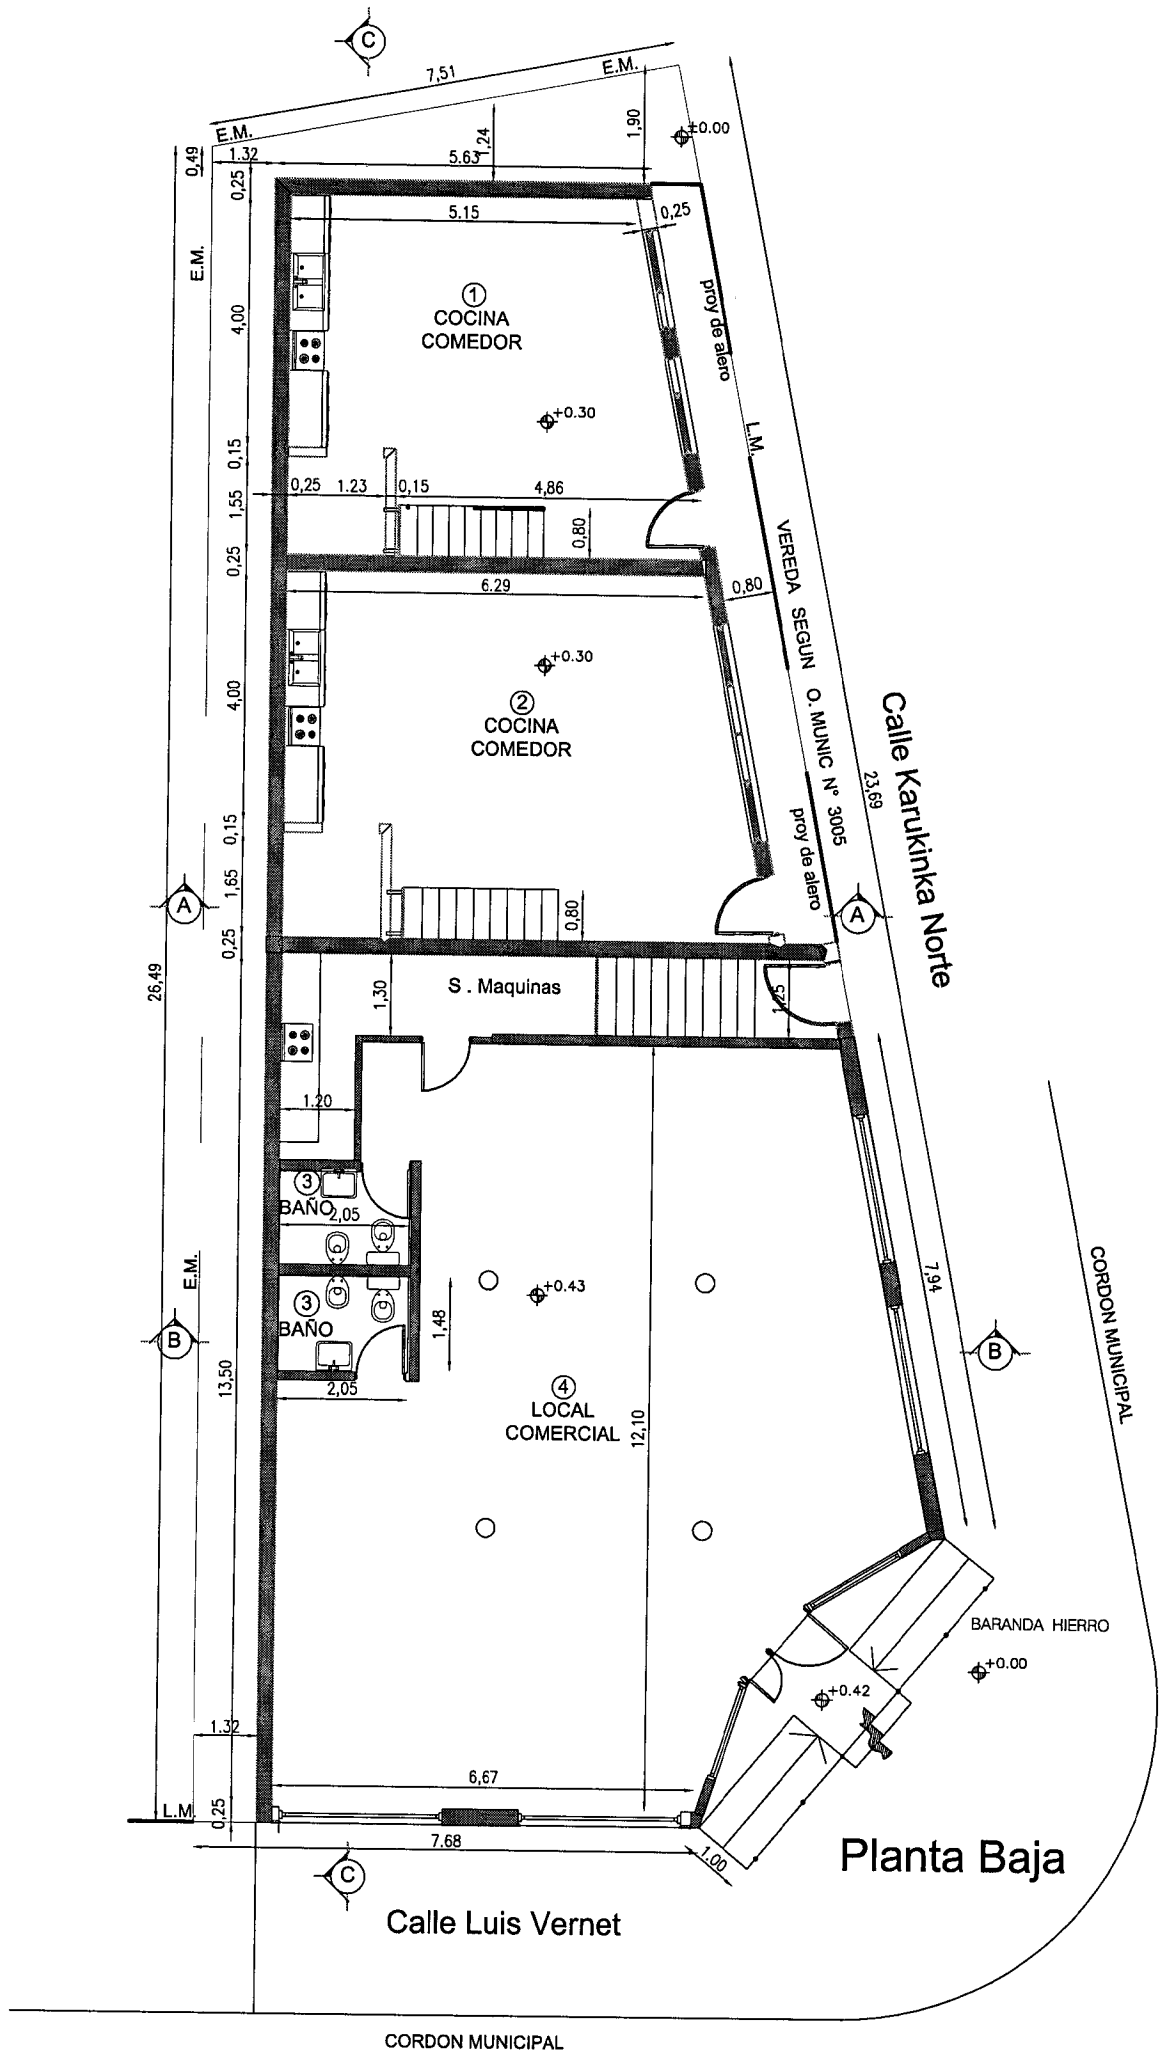 C
7,51
E.M.
E.M.
±0.00
1,90
1,24
0,49
1.32
5.63
0,25
5.15
0,25
E.M.
4,00
1
COCINA
COMEDOR
proy de alero
+0.30
L.M.
0,15
0,25
1.23
0,15
4,86
1,55
0,80
VEREDA SEGUN O. MUNIC N° 3005
0,25
6.29
0,80
+0.30
4,00
2
COCINA
COMEDOR
Calle Karukinka Norte
23,69
proy de alero
0,15
1,65
0,80
A
A
0,25
26,49
1,30
S . Maquinas
1,25
1.20
3
BAÑO
2,05
E.M.
+0.43
7,94
CORDON MUNICIPAL
3
BAÑO
1,48
B
B
13,50
2,05
4
LOCAL
COMERCIAL
12,10
BARANDA HIERRO
+0.00
+0.42
1.32
6,67
L.M.
0,25
7.68
1.00
Planta Baja
C
Calle Luis Vernet
CORDON MUNICIPAL